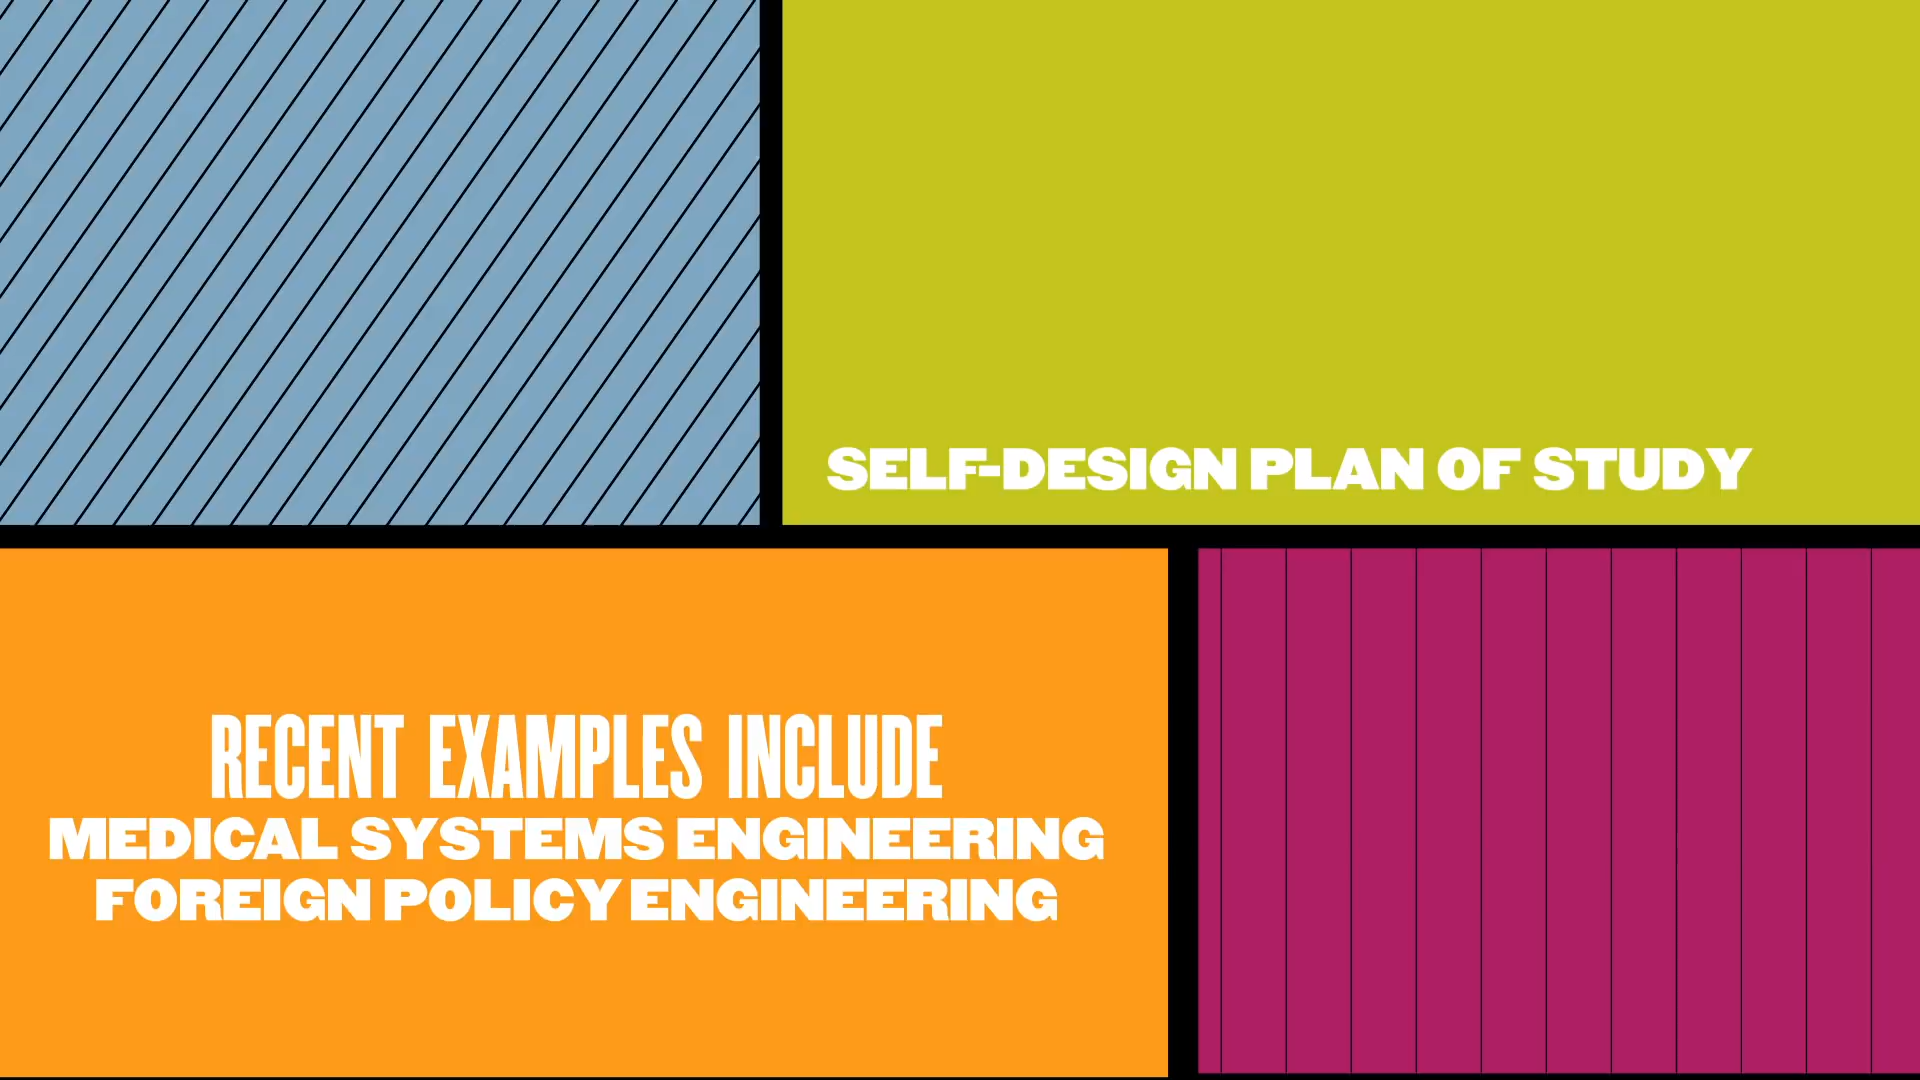 SELF-DESIGN PLAN OF STUDY
RECENT EXAMPLES INCLUDE
MEDICAL SYSTEMS ENGINEERING
FOREIGN POLICY ENGINEERING